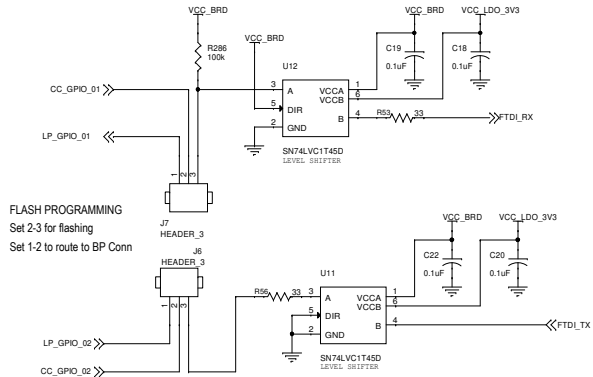 VCC_BRD
VCC_BRD
VCC_LDO_3V3
R286
100k
VCC_BRD
U12
C19
0.1uF
C18
0.1uF
CC_GPIO_01
3
A
VCCA
1
VCCB
6
5
DIR
2
GND
B
4
R53
33
FTDI_RX
LP_GPIO_01
SN74LVC1T45D
LEVEL SHIFTER
1
2
3
FLASH PROGRAMMING
Set 2-3 for flashing
Set 1-2 to route to BP Conn
J7
HEADER_3
J6
HEADER_3
VCC_BRD
VCC_LDO_3V3
C22
0.1uF
C20
0.1uF
U11
R56
33
3
A
VCCA
1
VCCB
6
5
DIR
2
GND
B
4
FTDI_TX
1
2
3
LP_GPIO_02
SN74LVC1T45D
LEVEL SHIFTER
CC_GPIO_02